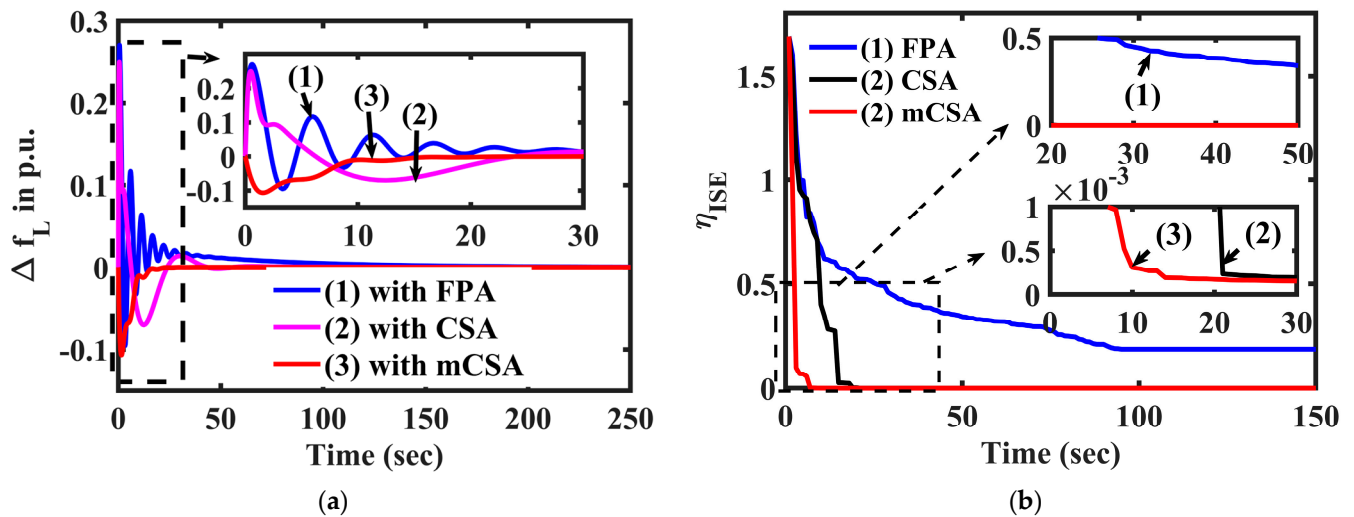 0.3
0.2
0.1
0
-0.1
Δ f_L in p.u.
0.2
0.1
0
-0.1
(1)
(3)
(2)
0 10 20 30
(1) with FPA
(2) with CSA
(3) with mCSA
0 50 100 150 200 250
Time (sec)
(a)
1.5
1
0.5
0
η_ISE
(1) FPA
(2) CSA
(2) mCSA
0.5
0
(1)
20 30 40 50
×10^-3
1
0.5
0
(3)
(2)
0 10 20 30
0 50 100 150
Time (sec)
(b)